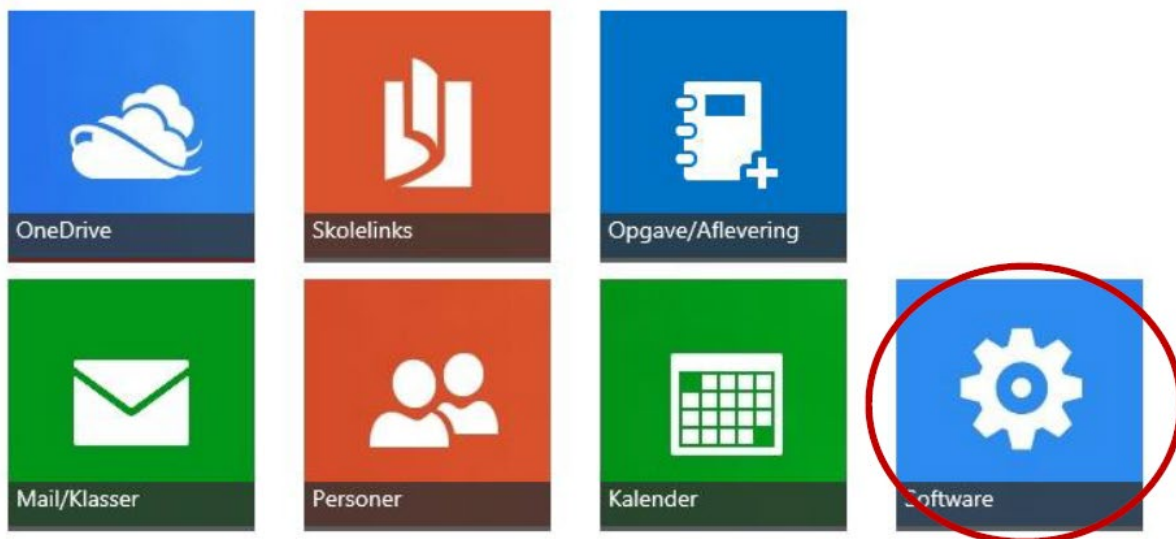 OneDrive
Skolelinks
Opgave/Aflevering
Mail/Klasser
Personer
Kalender
Software